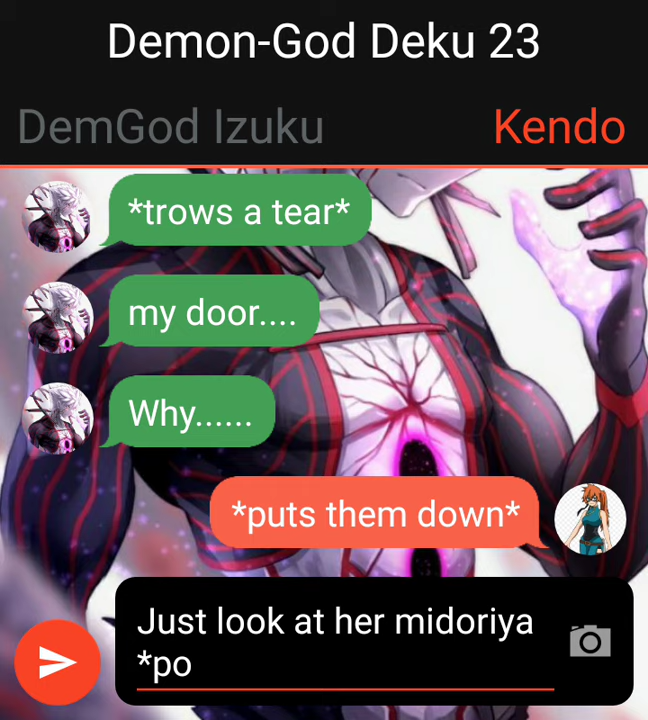 Demon-God Deku 23
DemGod Izuku
Kendo
*trows a tear*
my door....
Why......
*puts them down*
Just look at her midoriya
*po